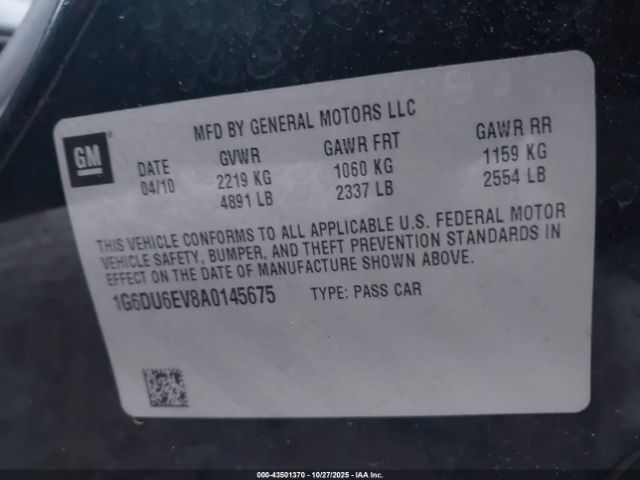 MFD BY GENERAL MOTORS LLC
GM
DATE GVWR GAWR FRT GAWR RR
04/10 2219 KG 1060 KG 1159 KG
4891 LB 2337 LB 2554 LB
THIS VEHICLE CONFORMS TO ALL APPLICABLE U.S. FEDERAL MOTOR
VEHICLE SAFETY, BUMPER, AND THEFT PREVENTION STANDARDS IN
EFFECT ON THE DATE OF MANUFACTURE SHOWN ABOVE.
1G6DU6EV8A0145675 TYPE: PASS CAR
000-43501370 - 10/27/2025 - IAAI.com